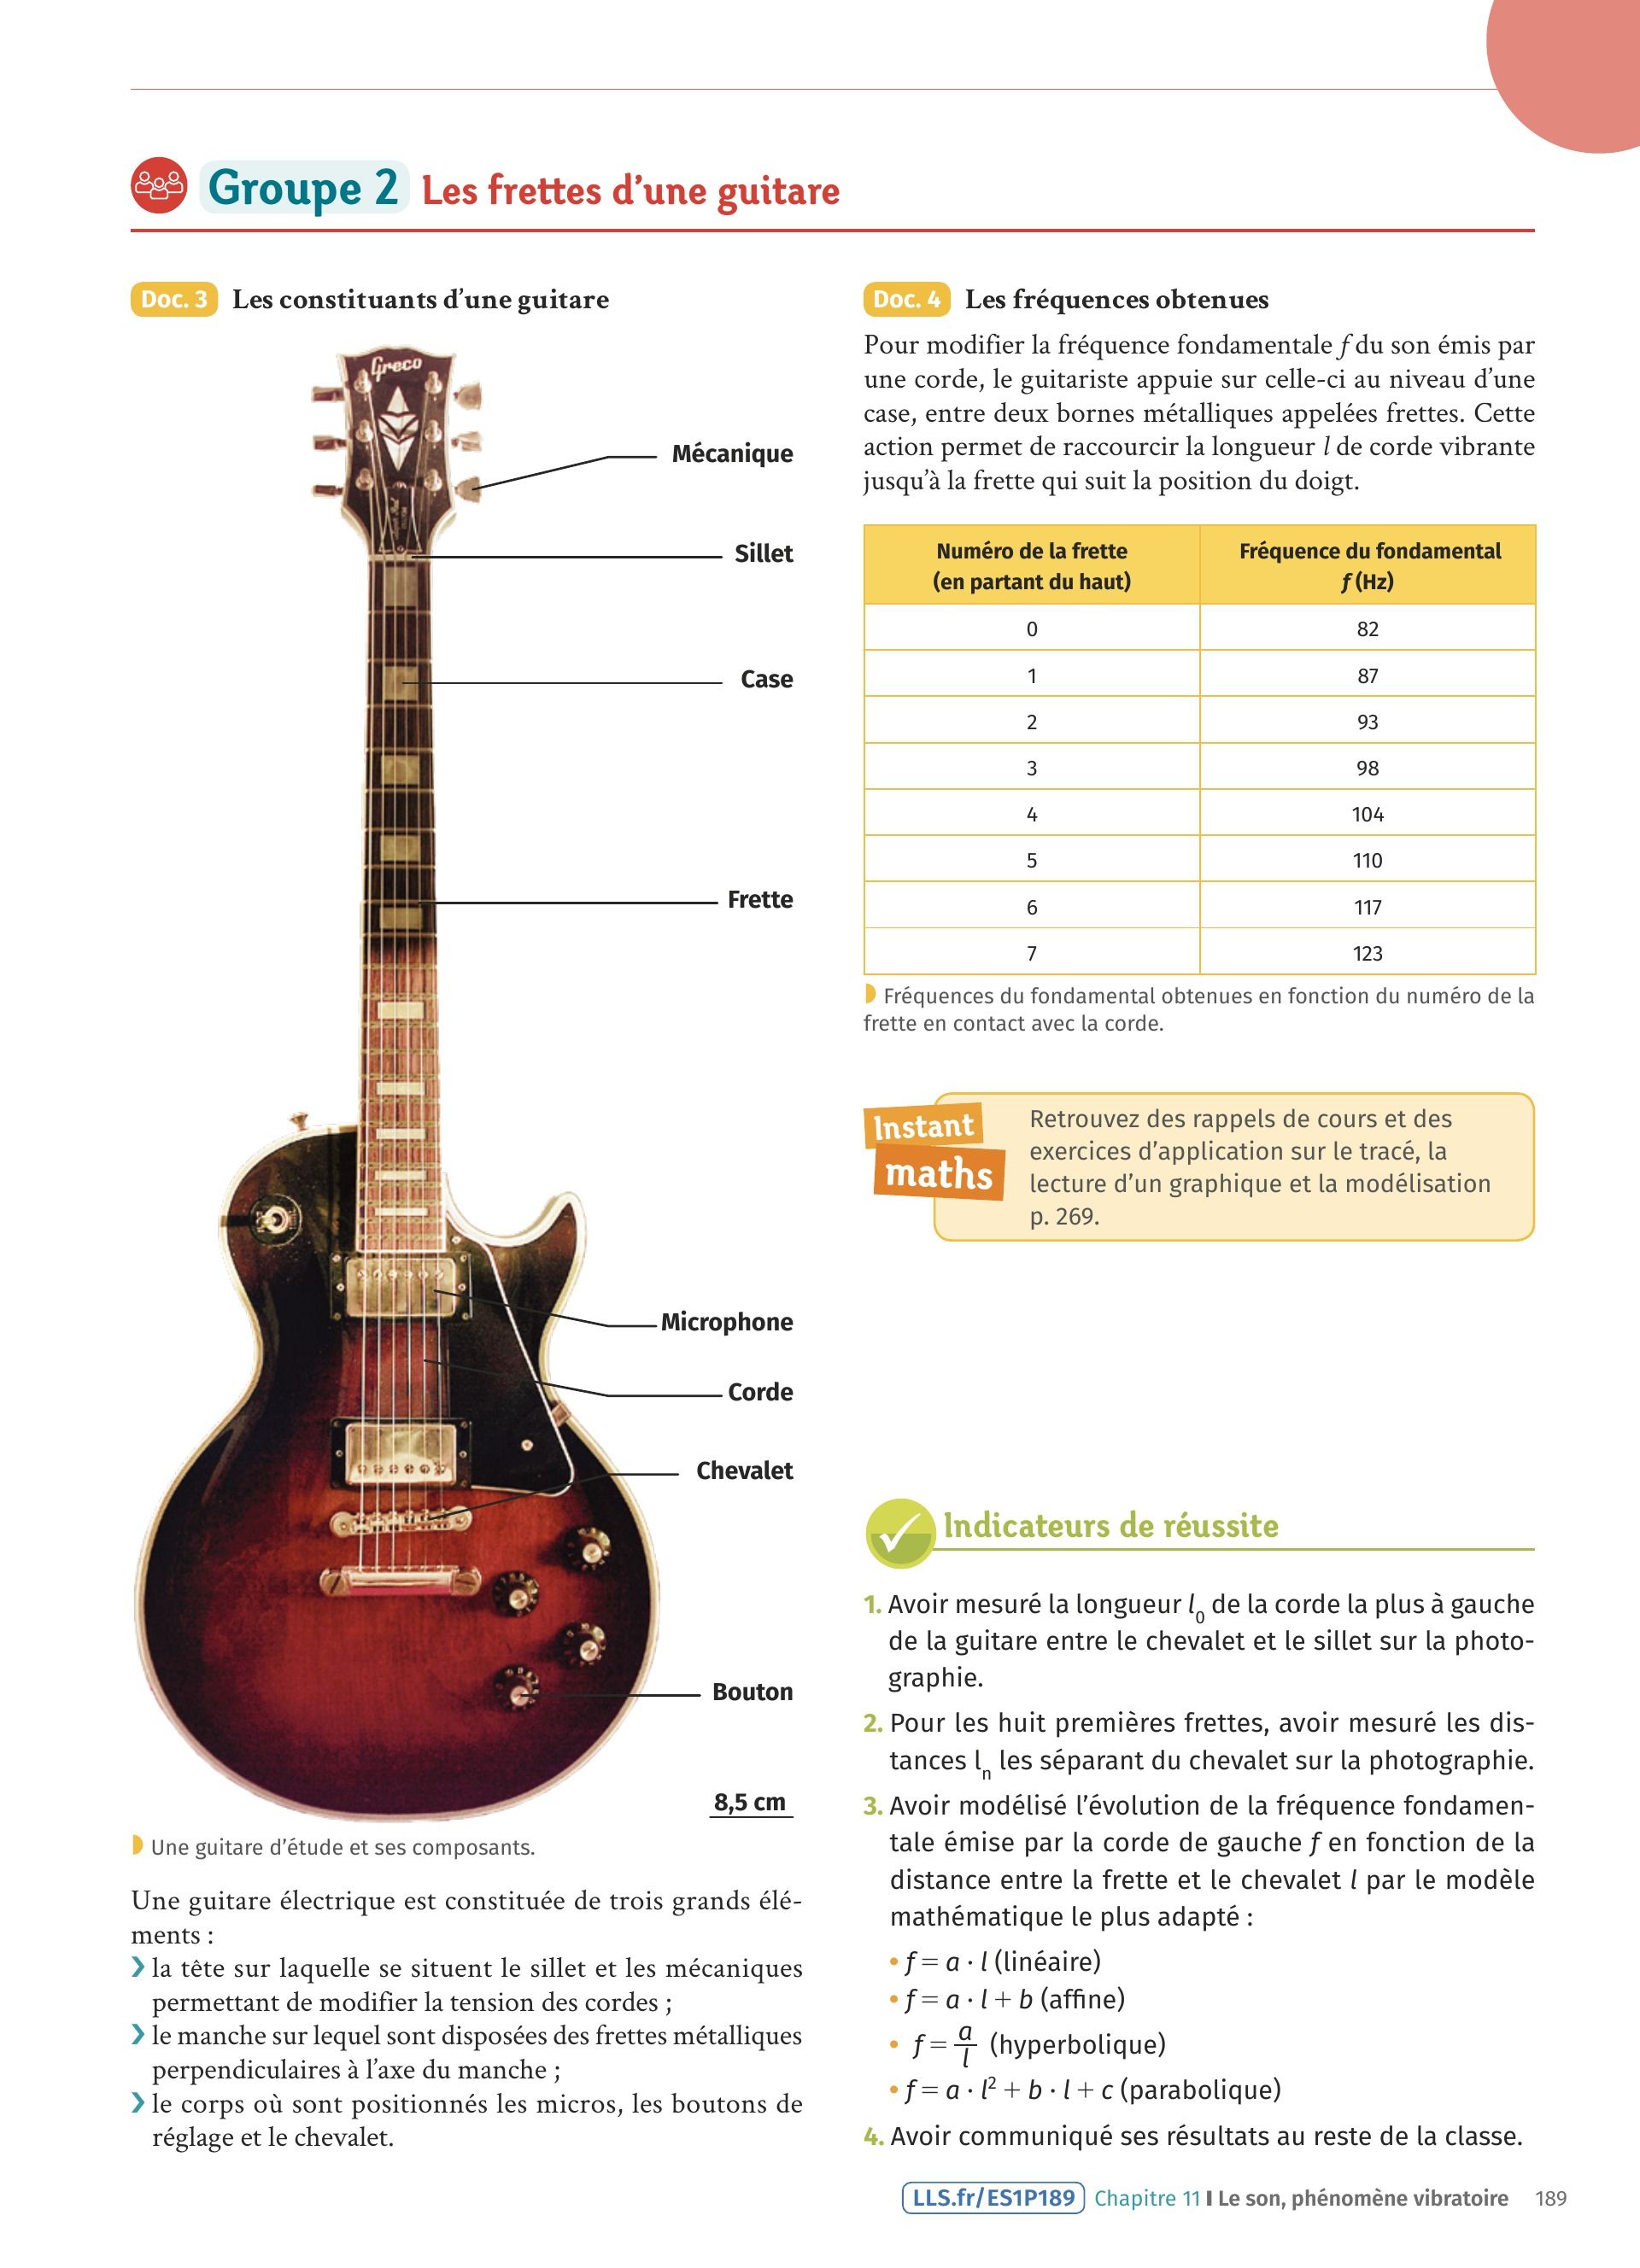 Groupe 2 Les frettes d'une guitare
Doc. 3 Les constituants d'une guitare
Greco
Mécanique
Sillet
Case
Frette
Microphone
Corde
Chevalet
Bouton
8,5 cm
Une guitare d'étude et ses composants.
Une guitare électrique est constituée de trois grands élé-
ments :
la tête sur laquelle se situent le sillet et les mécaniques
permettant de modifier la tension des cordes ;
le manche sur lequel sont disposées des frettes métalliques
perpendiculaires à l'axe du manche ;
le corps où sont positionnés les micros, les boutons de
réglage et le chevalet.
Doc. 4 Les fréquences obtenues
Pour modifier la fréquence fondamentale f du son émis par
une corde, le guitariste appuie sur celle-ci au niveau d'une
case, entre deux bornes métalliques appelées frettes. Cette
action permet de raccourcir la longueur l de corde vibrante
jusqu'à la frette qui suit la position du doigt.
Numéro de la frette
(en partant du haut)
Fréquence du fondamental
f (Hz)
0 82
1 87
2 93
3 98
4 104
5 110
6 117
7 123
Fréquences du fondamental obtenues en fonction du numéro de la
frette en contact avec la corde.
Instant
maths
Retrouvez des rappels de cours et des
exercices d'application sur le tracé, la
lecture d'un graphique et la modélisation
p. 269.
Indicateurs de réussite
1. Avoir mesuré la longueur l₀ de la corde la plus à gauche
de la guitare entre le chevalet et le sillet sur la photo-
graphie.
2. Pour les huit premières frettes, avoir mesuré les dis-
tances lₙ les séparant du chevalet sur la photographie.
3. Avoir modélisé l'évolution de la fréquence fondamen-
tale émise par la corde de gauche f en fonction de la
distance entre la frette et le chevalet l par le modèle
mathématique le plus adapté :
• f = a · l (linéaire)
• f = a · l + b (affine)
• f = a/l (hyperbolique)
• f = a · l² + b · l + c (parabolique)
4. Avoir communiqué ses résultats au reste de la classe.
LLS.fr/ES1P189 Chapitre 11 I Le son, phénomène vibratoire 189